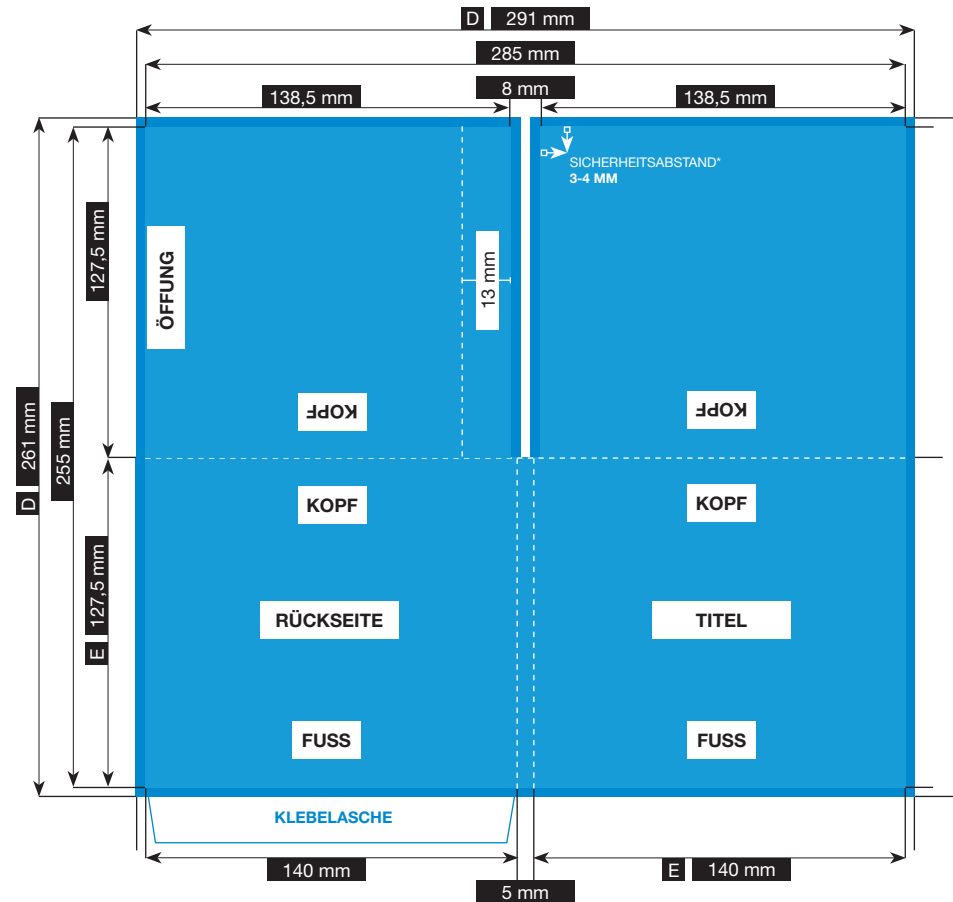 D 291 mm
285 mm
8 mm
138,5 mm
138,5 mm
SICHERHEITSABSTAND*
3-4 MM
127,5 mm
ÖFFUNG
13 mm
KOPF
KOPF
D 261 mm
255 mm
KOPF
KOPF
E 127,5 mm
RÜCKSEITE
TITEL
FUSS
FUSS
KLEBELASCHE
140 mm
E 140 mm
5 mm